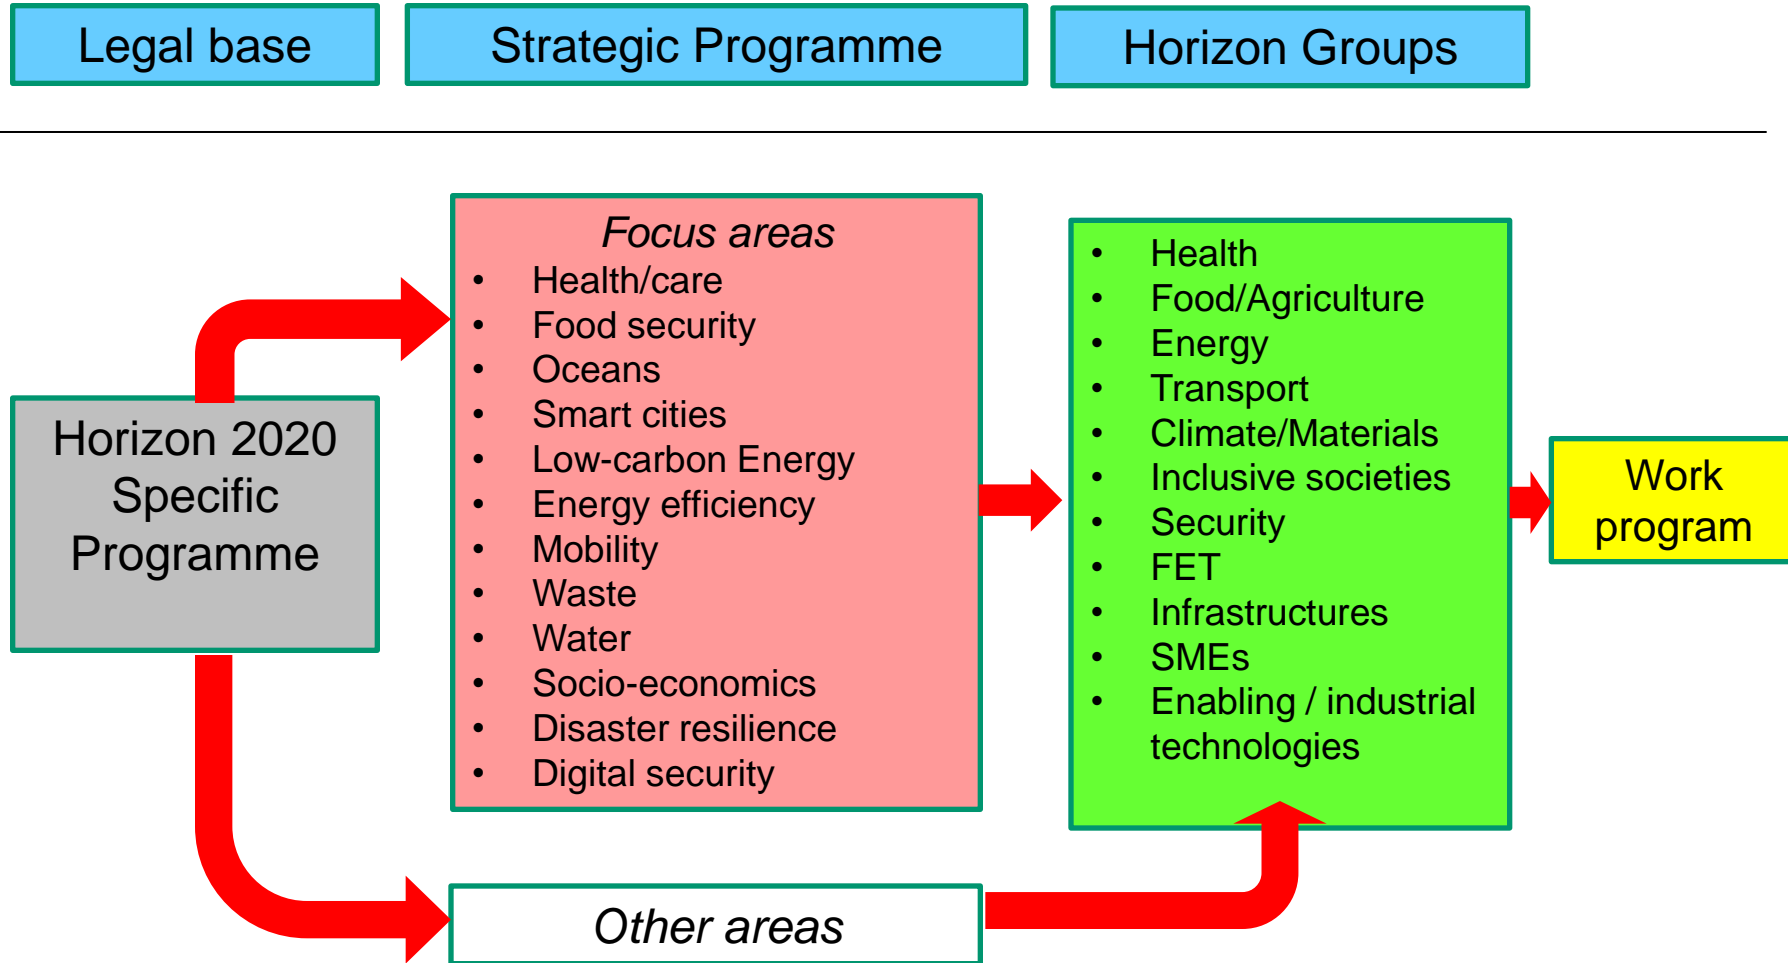 Legal base
Strategic Programme
Horizon Groups
Horizon 2020
Specific
Programme
Focus areas
• Health/care
• Food security
• Oceans
• Smart cities
• Low-carbon Energy
• Energy efficiency
• Mobility
• Waste
• Water
• Socio-economics
• Disaster resilience
• Digital security
Other areas
• Health
• Food/Agriculture
• Energy
• Transport
• Climate/Materials
• Inclusive societies
• Security
• FET
• Infrastructures
• SMEs
• Enabling / industrial
technologies
Work
program